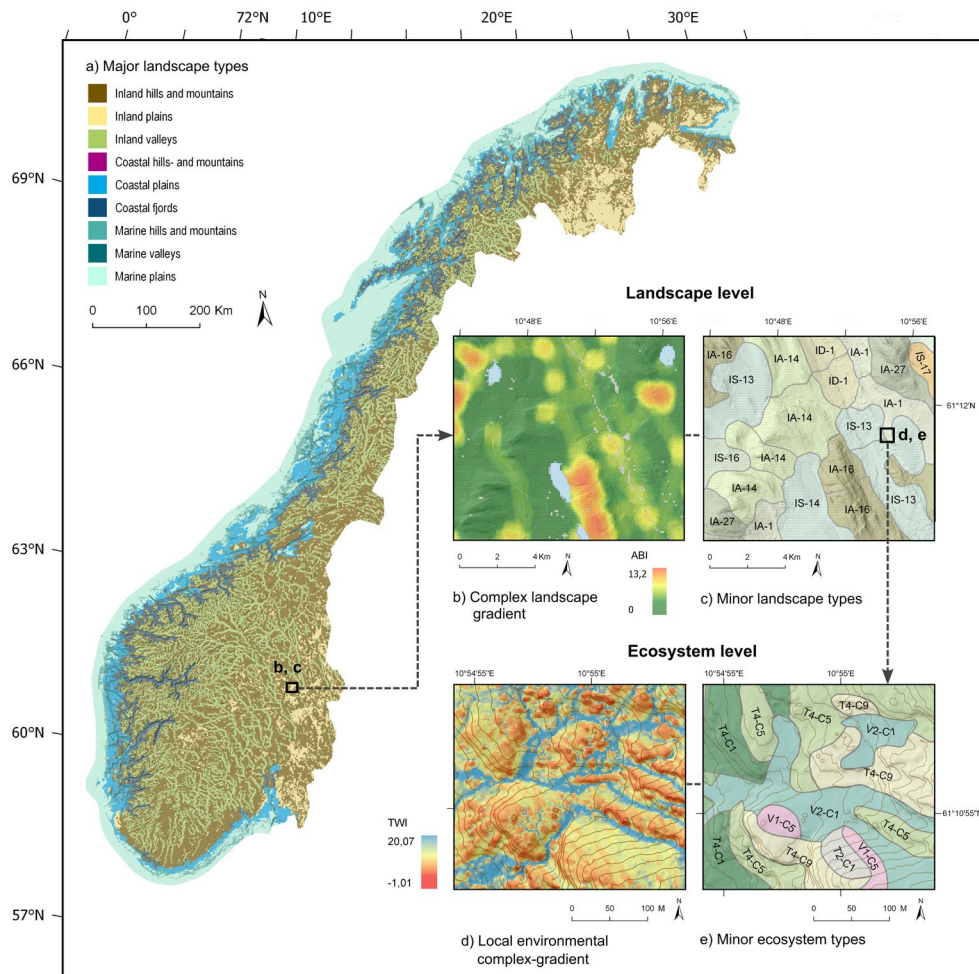 0° 72°N 10°E 20°E 30°E
a) Major landscape types
Inland hills and mountains
Inland plains
Inland valleys
Coastal hills- and mountains
Coastal plains
Coastal fjords
Marine hills and mountains
Marine valleys
Marine plains
0 100 200 Km
N
69°N
66°N
63°N
60°N
57°N
b, c
Landscape level
10°48'E 10°56'E
10°48'E 10°56'E
IA-16 IA-14 ID-1 IA-1 IS-17
IS-13 ID-1 IA-27
IA-1
61°12'N
IA-14 IS-13 d, e
IS-16 IA-14 IA-16
IA-14 IS-14 IS-13
IA-27 IA-1 IA-16
0 2 4 Km N
ABI
13,2
0
0 2 4 Km N
b) Complex landscape
gradient
c) Minor landscape types
Ecosystem level
10°54'55"E 10°55'E
10°54'55"E 10°55'E
T4-C1 T4-C5 T4-C5 T4-C9
V2-C1
T4-C9
V2-C1
61°10'55"N
V1-C5 T4-C5
T4-C1 T4-C5 T4-C9 T2-C1 V1-C5
TWI
20,07
-1,01
0 50 100 M N
0 50 100 M N
d) Local environmental
complex-gradient
e) Minor ecosystem types